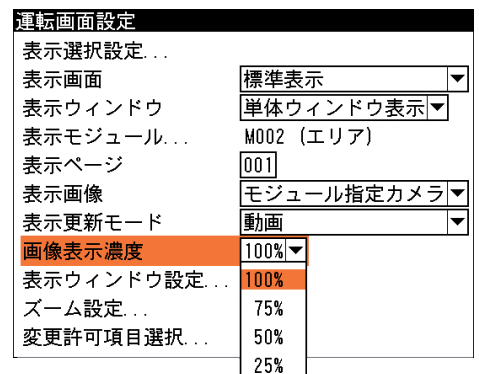 運転画面設定
表示選択設定...
表示画面 標準表示
表示ウィンドウ 単体ウィンドウ表示
表示モジュール... M002 (エリア)
表示ページ 001
表示画像 モジュール指定カメラ
表示更新モード 動画
画像表示濃度 100%
表示ウィンドウ設定... 100%
ズーム設定... 75%
変更許可項目選択... 50%
25%